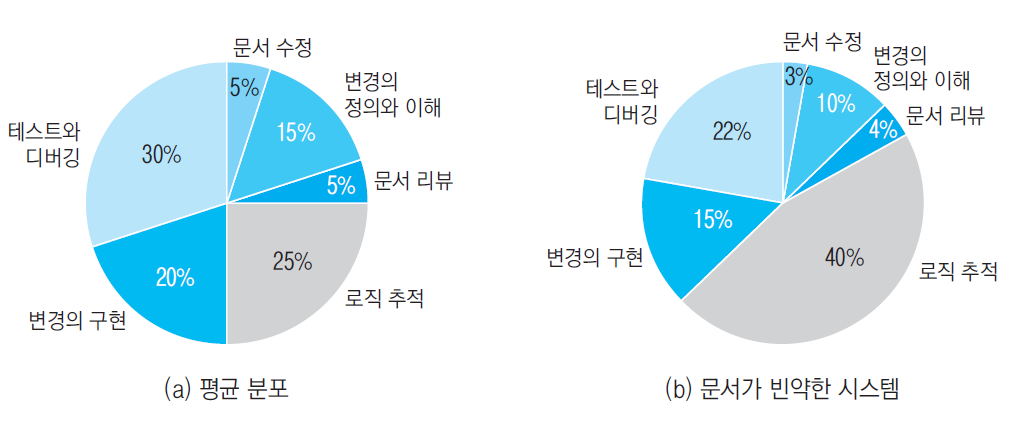 문서 수정
5%
변경의
정의와 이해
15%
5%
문서 리뷰
25%
로직 추적
20%
변경의 구현
30%
테스트와
디버깅
(a) 평균 분포
문서 수정
3%
변경의
정의와 이해
10%
4%
문서 리뷰
40%
로직 추적
15%
변경의 구현
22%
테스트와
디버깅
(b) 문서가 빈약한 시스템